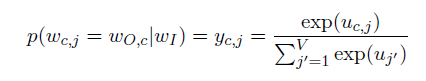 p(w_{c,j} = w_{O,c}|w_I) = y_{c,j} = \frac{\exp(u_{c,j})}{\sum_{j'=1}^{V} \exp(u_{j'})}